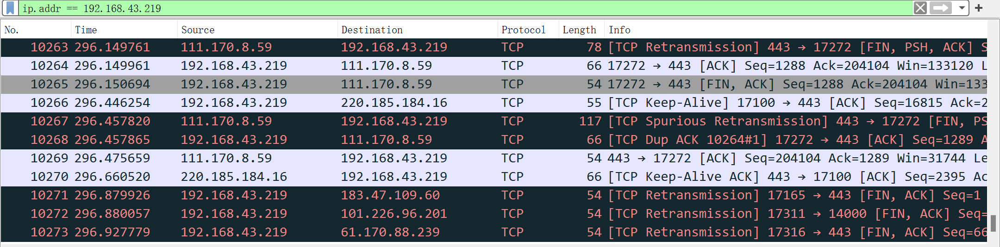 ip.addr == 192.168.43.219
No. Time Source Destination Protocol Length Info
10263 296.149761 111.170.8.59 192.168.43.219 TCP 78 [TCP Retransmission] 443 → 17272 [FIN, PSH, ACK] S
10264 296.149961 192.168.43.219 111.170.8.59 TCP 66 17272 → 443 [ACK] Seq=1288 Ack=204104 Win=133120 L
10265 296.150694 192.168.43.219 111.170.8.59 TCP 54 17272 → 443 [FIN, ACK] Seq=1288 Ack=204104 Win=133
10266 296.446254 192.168.43.219 220.185.184.16 TCP 55 [TCP Keep-Alive] 17100 → 443 [ACK] Seq=16815 Ack=2
10267 296.457820 111.170.8.59 192.168.43.219 TCP 117 [TCP Spurious Retransmission] 443 → 17272 [FIN, PS
10268 296.457865 192.168.43.219 111.170.8.59 TCP 66 [TCP Dup ACK 10264#1] 17272 → 443 [ACK] Seq=1289 A
10269 296.475659 111.170.8.59 192.168.43.219 TCP 54 443 → 17272 [ACK] Seq=204104 Ack=1289 Win=31744 Le
10270 296.660520 220.185.184.16 192.168.43.219 TCP 66 [TCP Keep-Alive ACK] 443 → 17100 [ACK] Seq=2395 Ac
10271 296.879926 192.168.43.219 183.47.109.60 TCP 54 [TCP Retransmission] 17165 → 443 [FIN, ACK] Seq=1
10272 296.880057 192.168.43.219 101.226.96.201 TCP 54 [TCP Retransmission] 17311 → 14000 [FIN, ACK] Seq=
10273 296.927779 192.168.43.219 61.170.88.239 TCP 54 [TCP Retransmission] 17316 → 443 [FIN, ACK] Seq=66